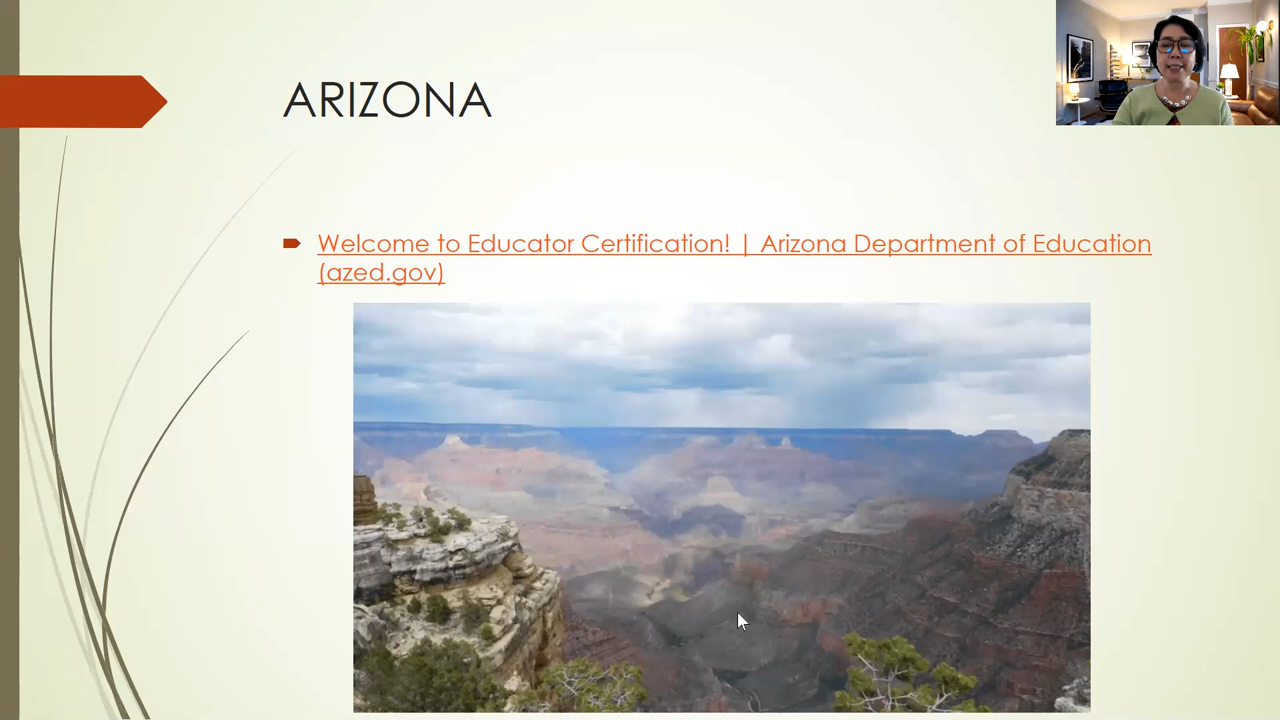 ARIZONA
Welcome to Educator Certification! | Arizona Department of Education
(azed.gov)